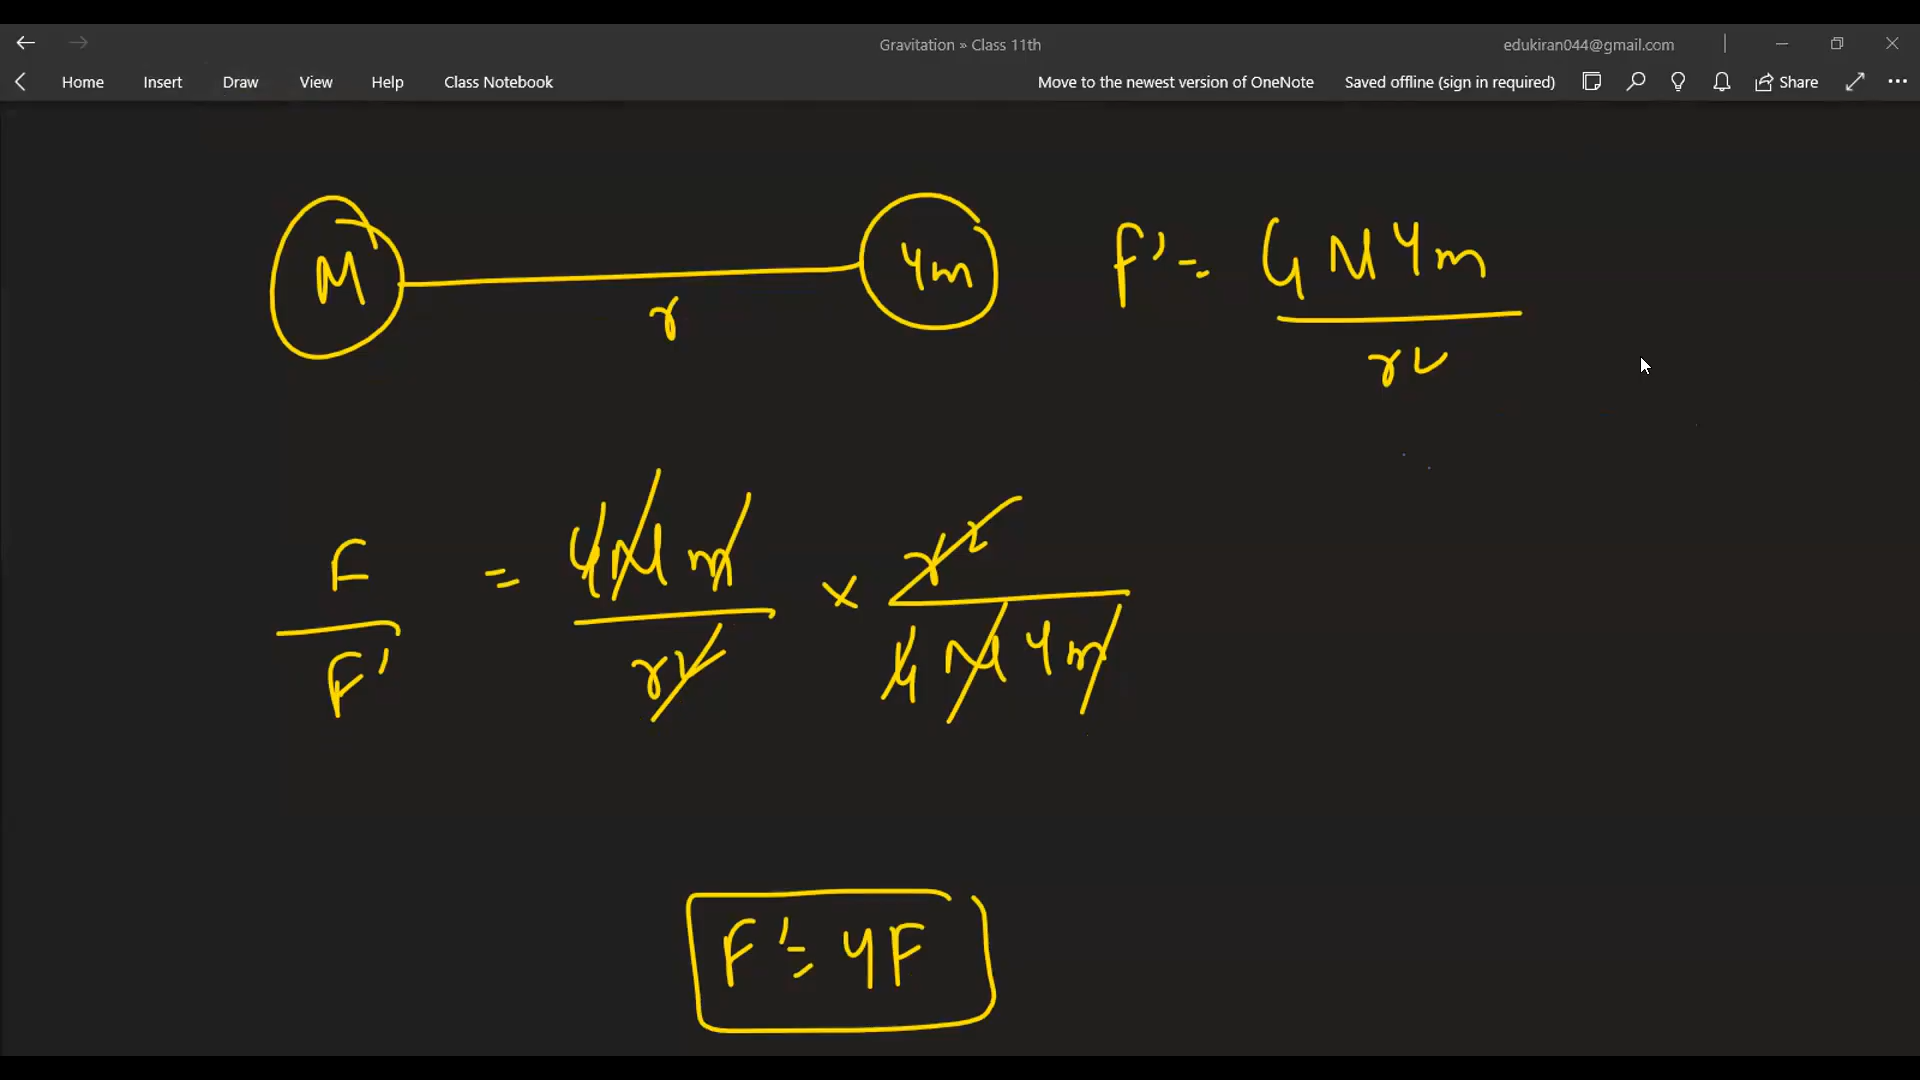 Gravitation » Class 11th
edukiran044@gmail.com
Home Insert Draw View Help Class Notebook
Move to the newest version of OneNote Saved offline (sign in required) Share
M
4m
r
F' = G M 4m
r²
F = G M m × r²
F' r² G M 4m
F' = 4F